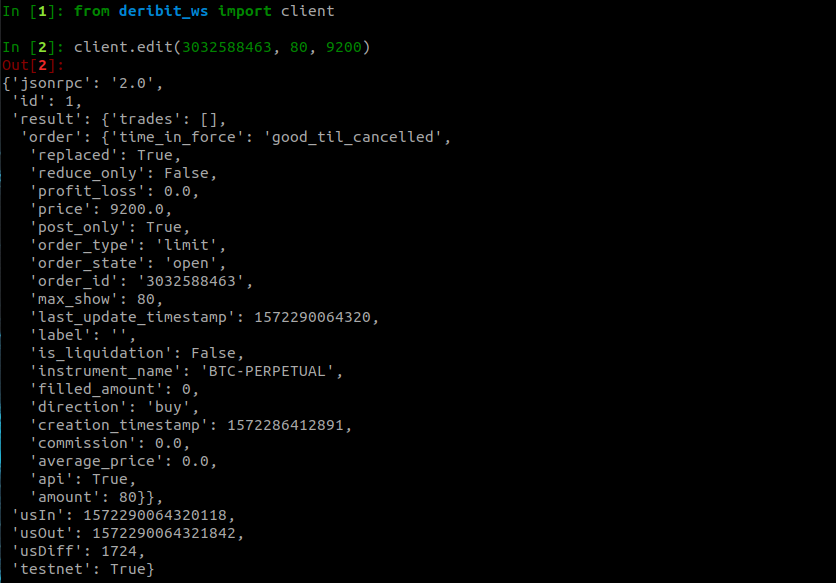 In [1]: from deribit_ws import client
In [2]: client.edit(3032588463, 80, 9200)
Out[2]:
{'jsonrpc': '2.0',
 'id': 1,
 'result': {'trades': [],
  'order': {'time_in_force': 'good_til_cancelled',
   'replaced': True,
   'reduce_only': False,
   'profit_loss': 0.0,
   'price': 9200.0,
   'post_only': True,
   'order_type': 'limit',
   'order_state': 'open',
   'order_id': '3032588463',
   'max_show': 80,
   'last_update_timestamp': 1572290064320,
   'label': '',
   'is_liquidation': False,
   'instrument_name': 'BTC-PERPETUAL',
   'filled_amount': 0,
   'direction': 'buy',
   'creation_timestamp': 1572286412891,
   'commission': 0.0,
   'average_price': 0.0,
   'api': True,
   'amount': 80}},
 'usIn': 1572290064320118,
 'usOut': 1572290064321842,
 'usDiff': 1724,
 'testnet': True}